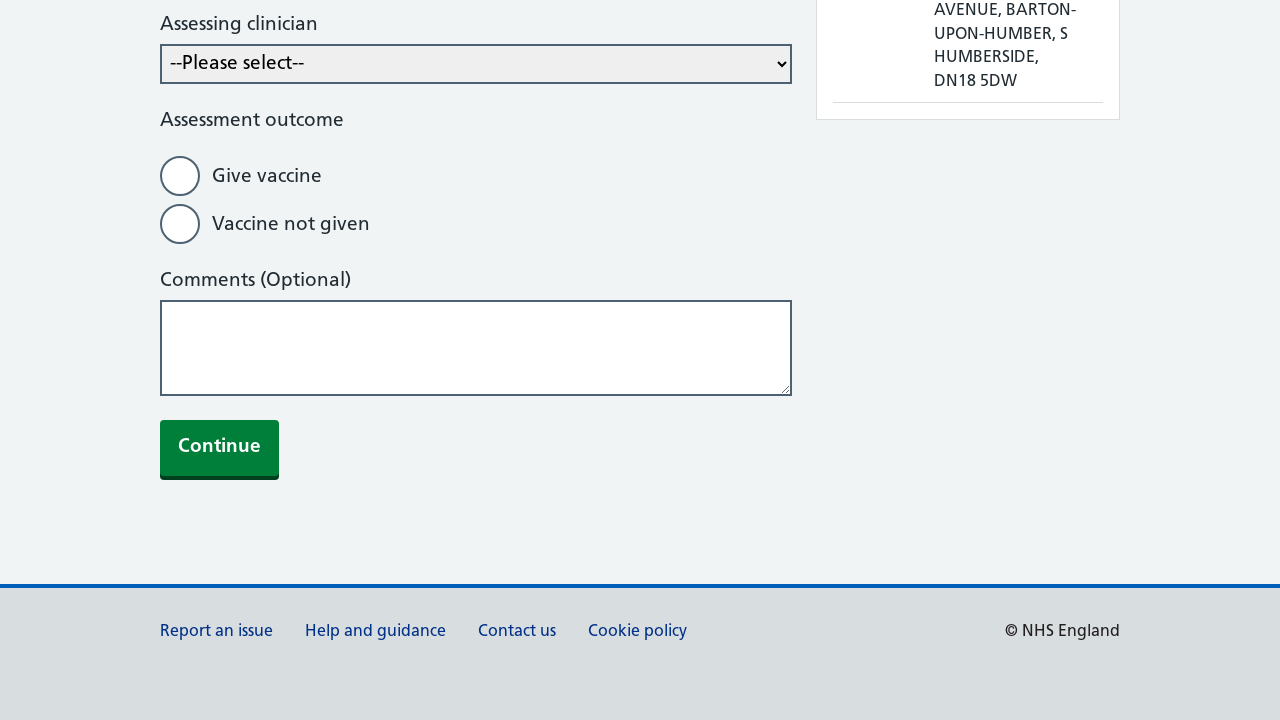 Assessing clinician
--Please select--
Assessment outcome
Give vaccine
Vaccine not given
Comments (Optional)
Continue
AVENUE, BARTON-
UPON-HUMBER, S
HUMBERSIDE,
DN18 5DW
Report an issue
Help and guidance
Contact us
Cookie policy
© NHS England